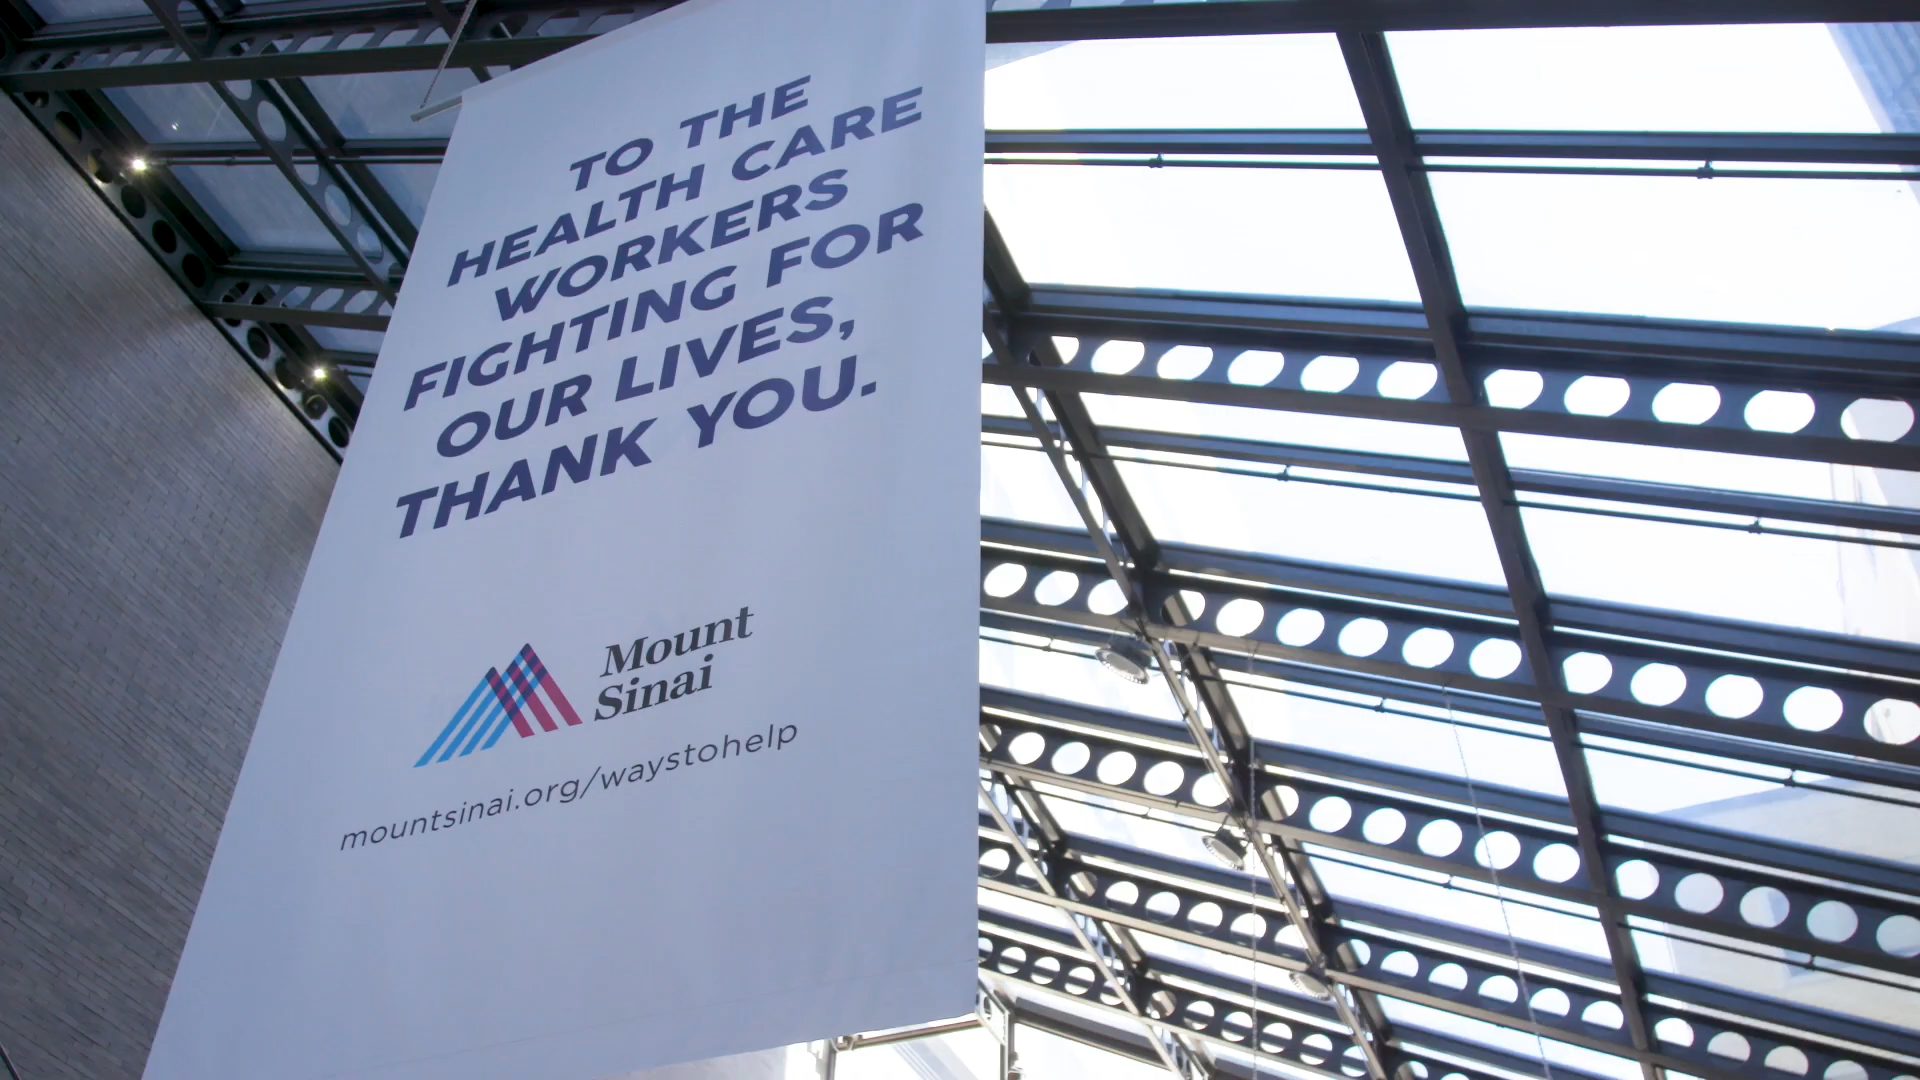 TO THE
HEALTH CARE
WORKERS
FIGHTING FOR
OUR LIVES,
THANK YOU.
Mount
Sinai
mountsinai.org/waystohelp